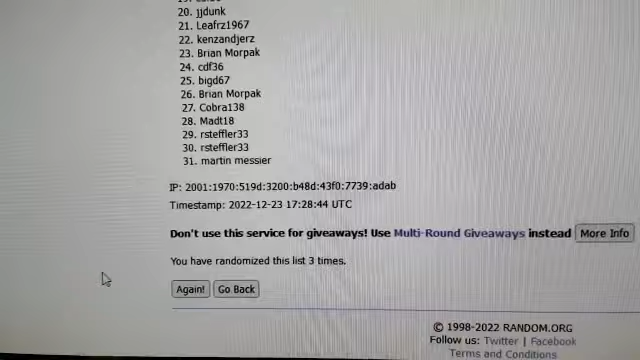 20. jjdunk
21. Leafrz1967
22. kenzandjerz
23. Brian Morpak
24. cdf36
25. bigd67
26. Brian Morpak
27. Cobra138
28. Madt18
29. rsteffler33
30. rsteffler33
31. martin messier
IP: 2001:1970:519d:3200:b48d:43f0:7739:adab
Timestamp: 2022-12-23 17:28:44 UTC
Don't use this service for giveaways! Use Multi-Round Giveaways instead More Info
You have randomized this list 3 times.
Again! Go Back
© 1998-2022 RANDOM.ORG
Follow us: Twitter | Facebook
Terms and Conditions